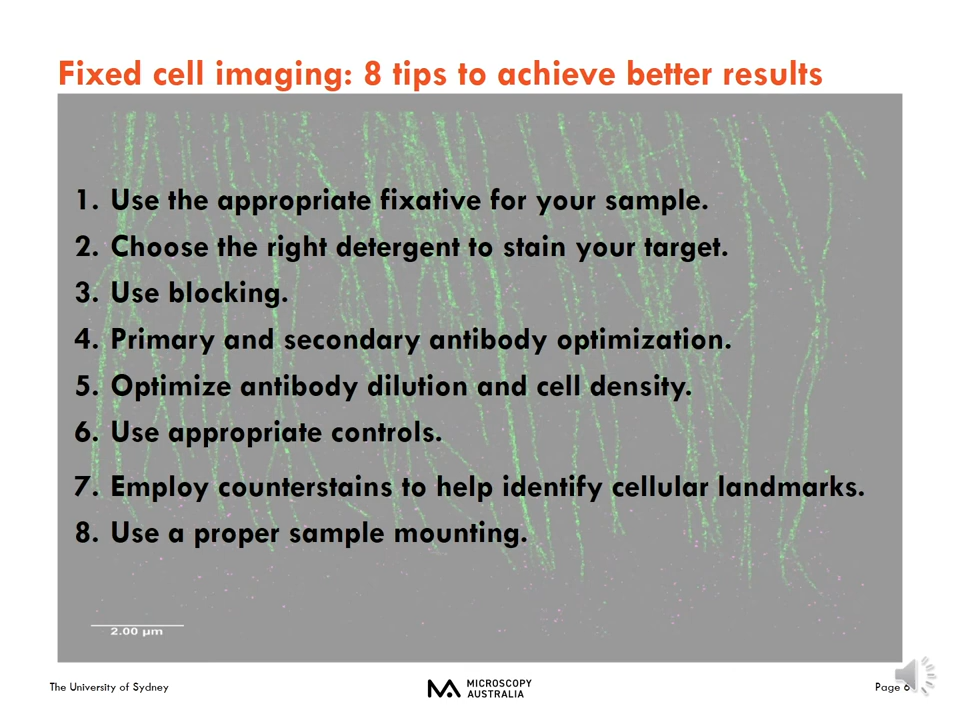 Fixed cell imaging: 8 tips to achieve better results
1. Use the appropriate fixative for your sample.
2. Choose the right detergent to stain your target.
3. Use blocking.
4. Primary and secondary antibody optimization.
5. Optimize antibody dilution and cell density.
6. Use appropriate controls.
7. Employ counterstains to help identify cellular landmarks.
8. Use a proper sample mounting.
2.00 µm
The University of Sydney
MICROSCOPY
AUSTRALIA
Page